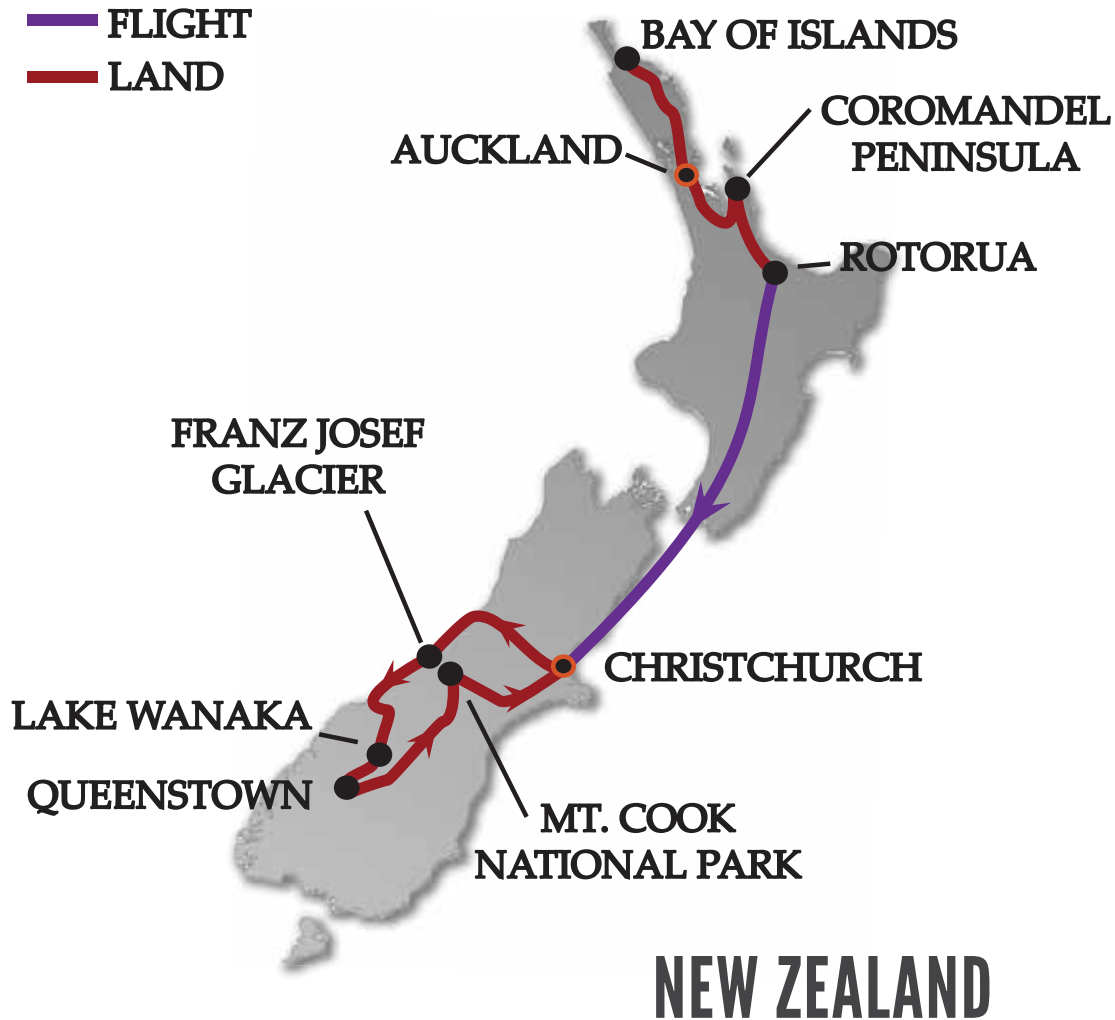 FLIGHT
LAND
BAY OF ISLANDS
COROMANDEL
PENINSULA
AUCKLAND
ROTORUA
FRANZ JOSEF
GLACIER
CHRISTCHURCH
LAKE WANAKA
QUEENSTOWN
MT. COOK
NATIONAL PARK
NEW ZEALAND